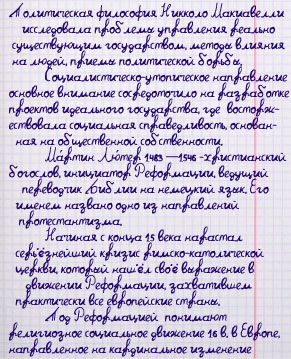 Политическая философия Никколо Макиавелли
исследовала проблемы управления реально
существующим государством, методы влияния
на людей, приемы политической борьбы.
Социалистическо-утопическое направление
основное внимание сосредоточило на разработке
проектов идеального государства, где восторж-
ествовала социальная справедливость, основан-
ная на общественной собственности.
Мартин Лютер 1483 — 1546 - христианский
богослов, инициатор Реформации, ведущий
переводчик Библии на немецкий язык. Его
именем названо одно из направлений
протестантизма.
Начиная с конца 15 века нарастал
серьёзнейший кризис римско-католической
церкви, который нашёл своё выражение в
движении Реформации, захватившем
практически все европейские страны.
Под Реформацией понимают
религиозное социальное движение 16 в. в Европе,
направленное на кардинальное изменение